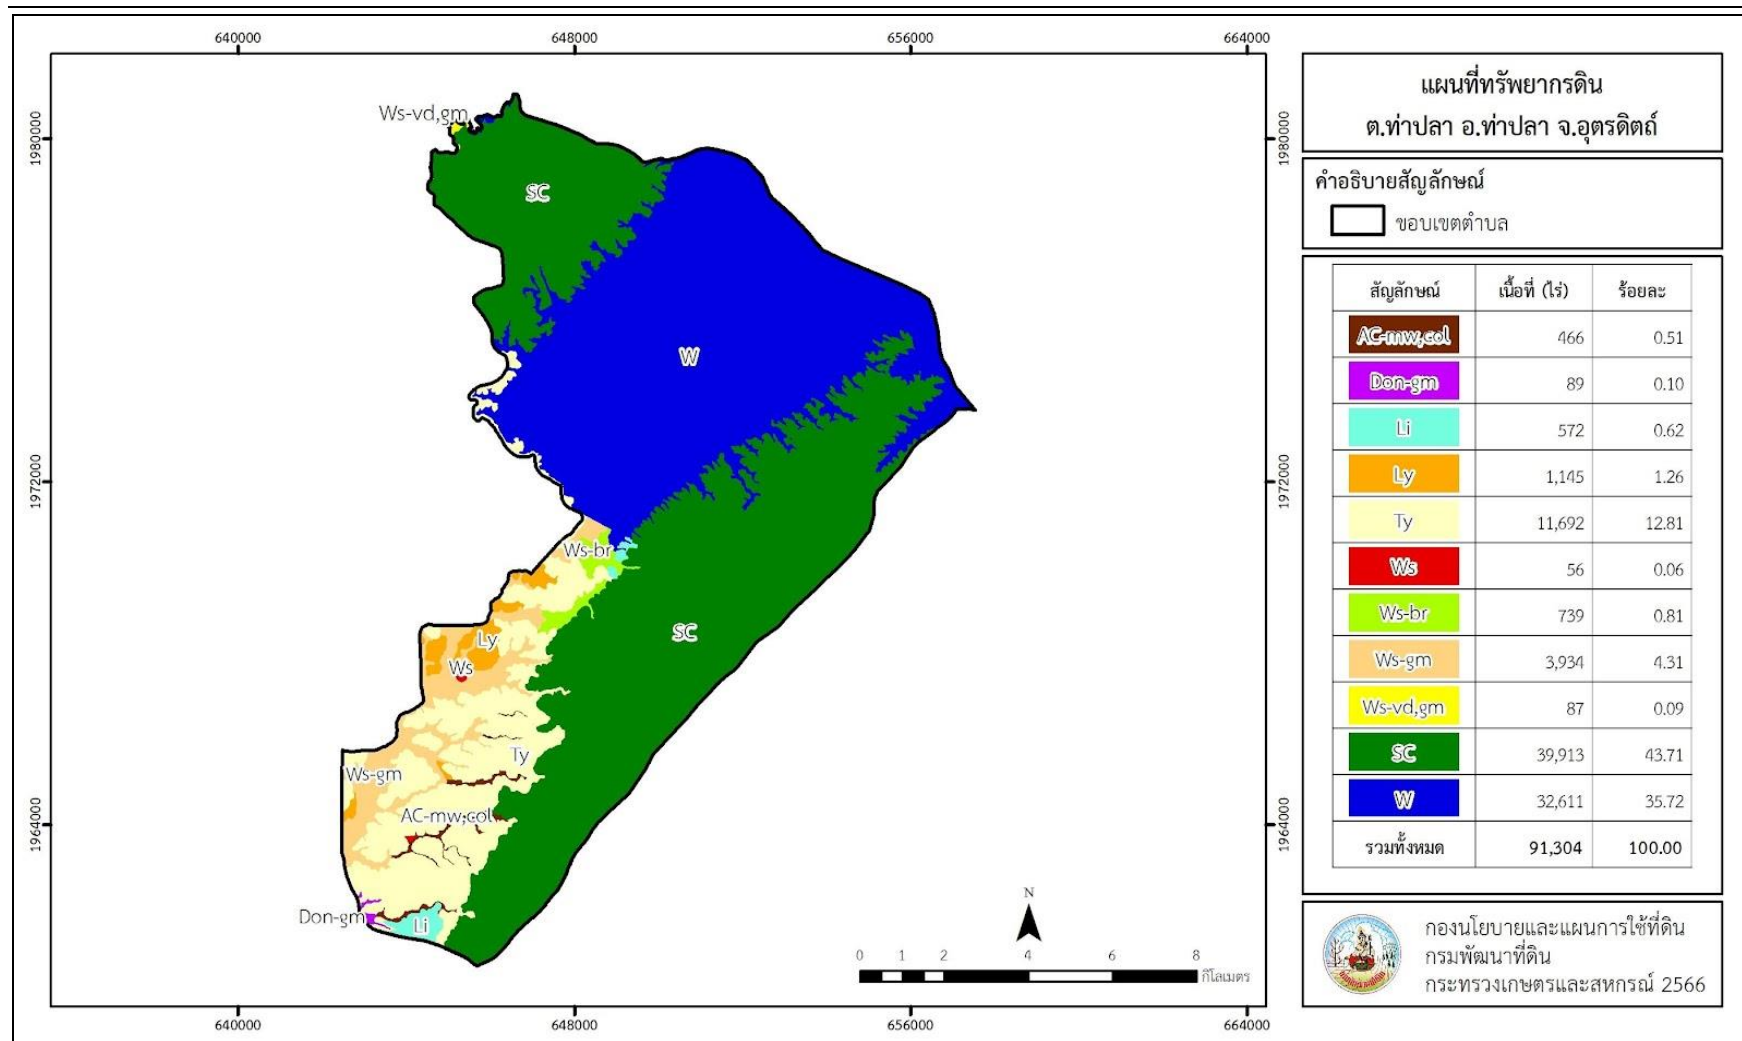 640000
648000
656000
664000
1980000
1972000
1964000
1980000
1972000
1964000
Ws-vd,gm
SC
W
Ws-br
SC
Ly
Ws
Ty
Ws-gm
AC-mw,col
Don-gm
Li
N
0 1 2 4 6 8
กิโลเมตร
640000
648000
656000
664000
แผนที่ทรัพยากรดิน
ต.ท่าปลา อ.ท่าปลา จ.อุตรดิตถ์
คำอธิบายสัญลักษณ์
ขอบเขตตำบล
สัญลักษณ์ เนื้อที่ (ไร่) ร้อยละ
AC-mw,col 466 0.51
Don-gm 89 0.10
Li 572 0.62
Ly 1,145 1.26
Ty 11,692 12.81
Ws 56 0.06
Ws-br 739 0.81
Ws-gm 3,934 4.31
Ws-vd,gm 87 0.09
SC 39,913 43.71
W 32,611 35.72
รวมทั้งหมด 91,304 100.00
กองนโยบายและแผนการใช้ที่ดิน
กรมพัฒนาที่ดิน
กระทรวงเกษตรและสหกรณ์ 2566